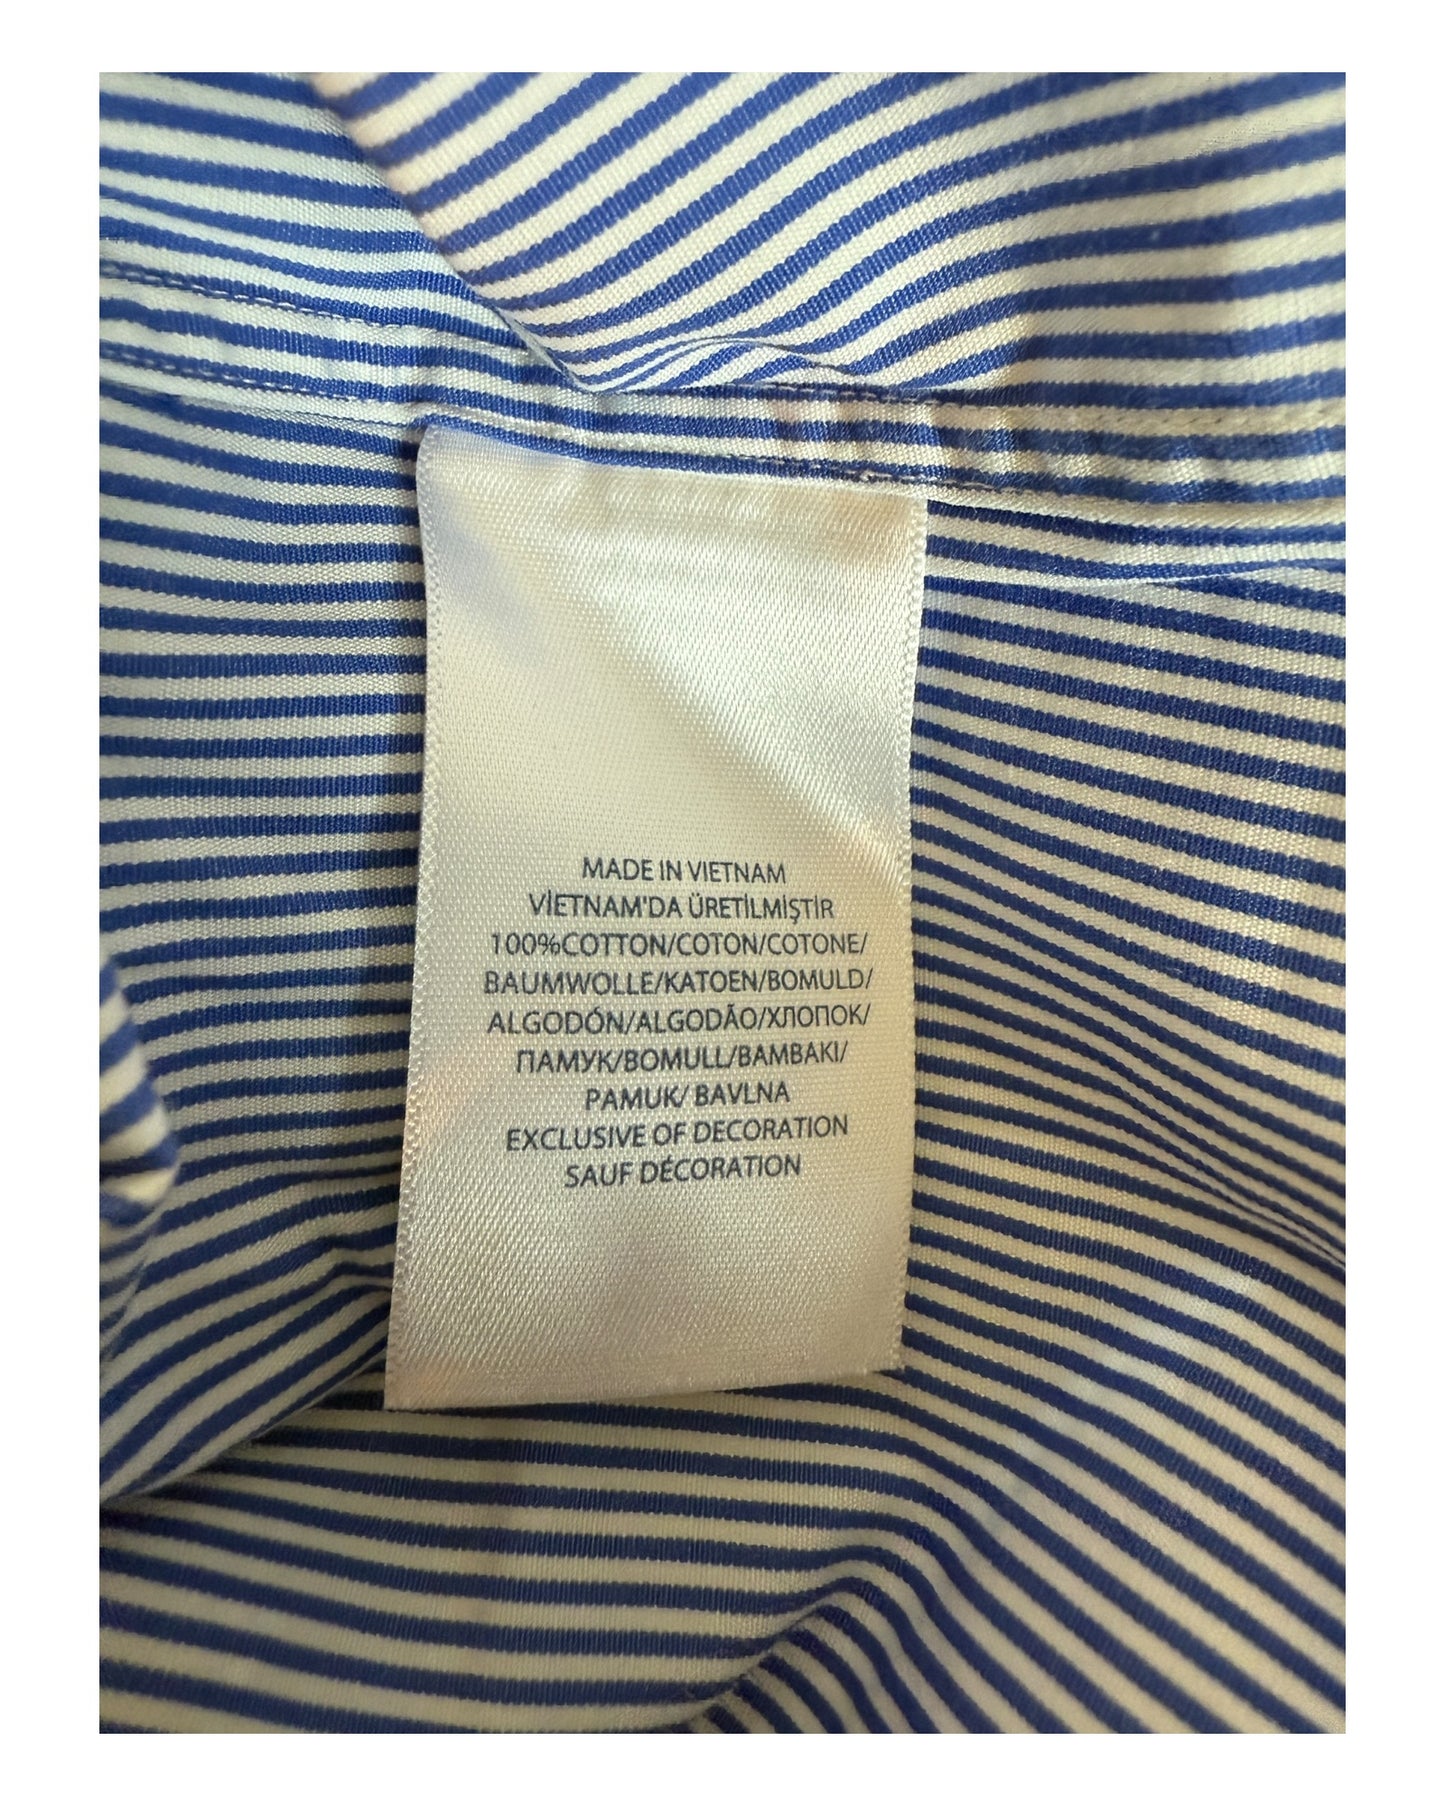 MADE IN VIETNAM
VİETNAM'DA ÜRETİLMİŞTİR
100%COTTON/COTON/COTONE/
BAUMWOLLE/KATOEN/BOMULD/
ALGODÓN/ALGODÃO/ХЛОПОК/
ПАМУК/BOMULL/BAMBAKI/
PAMUK/ BAVLNA
EXCLUSIVE OF DECORATION
SAUF DÉCORATION